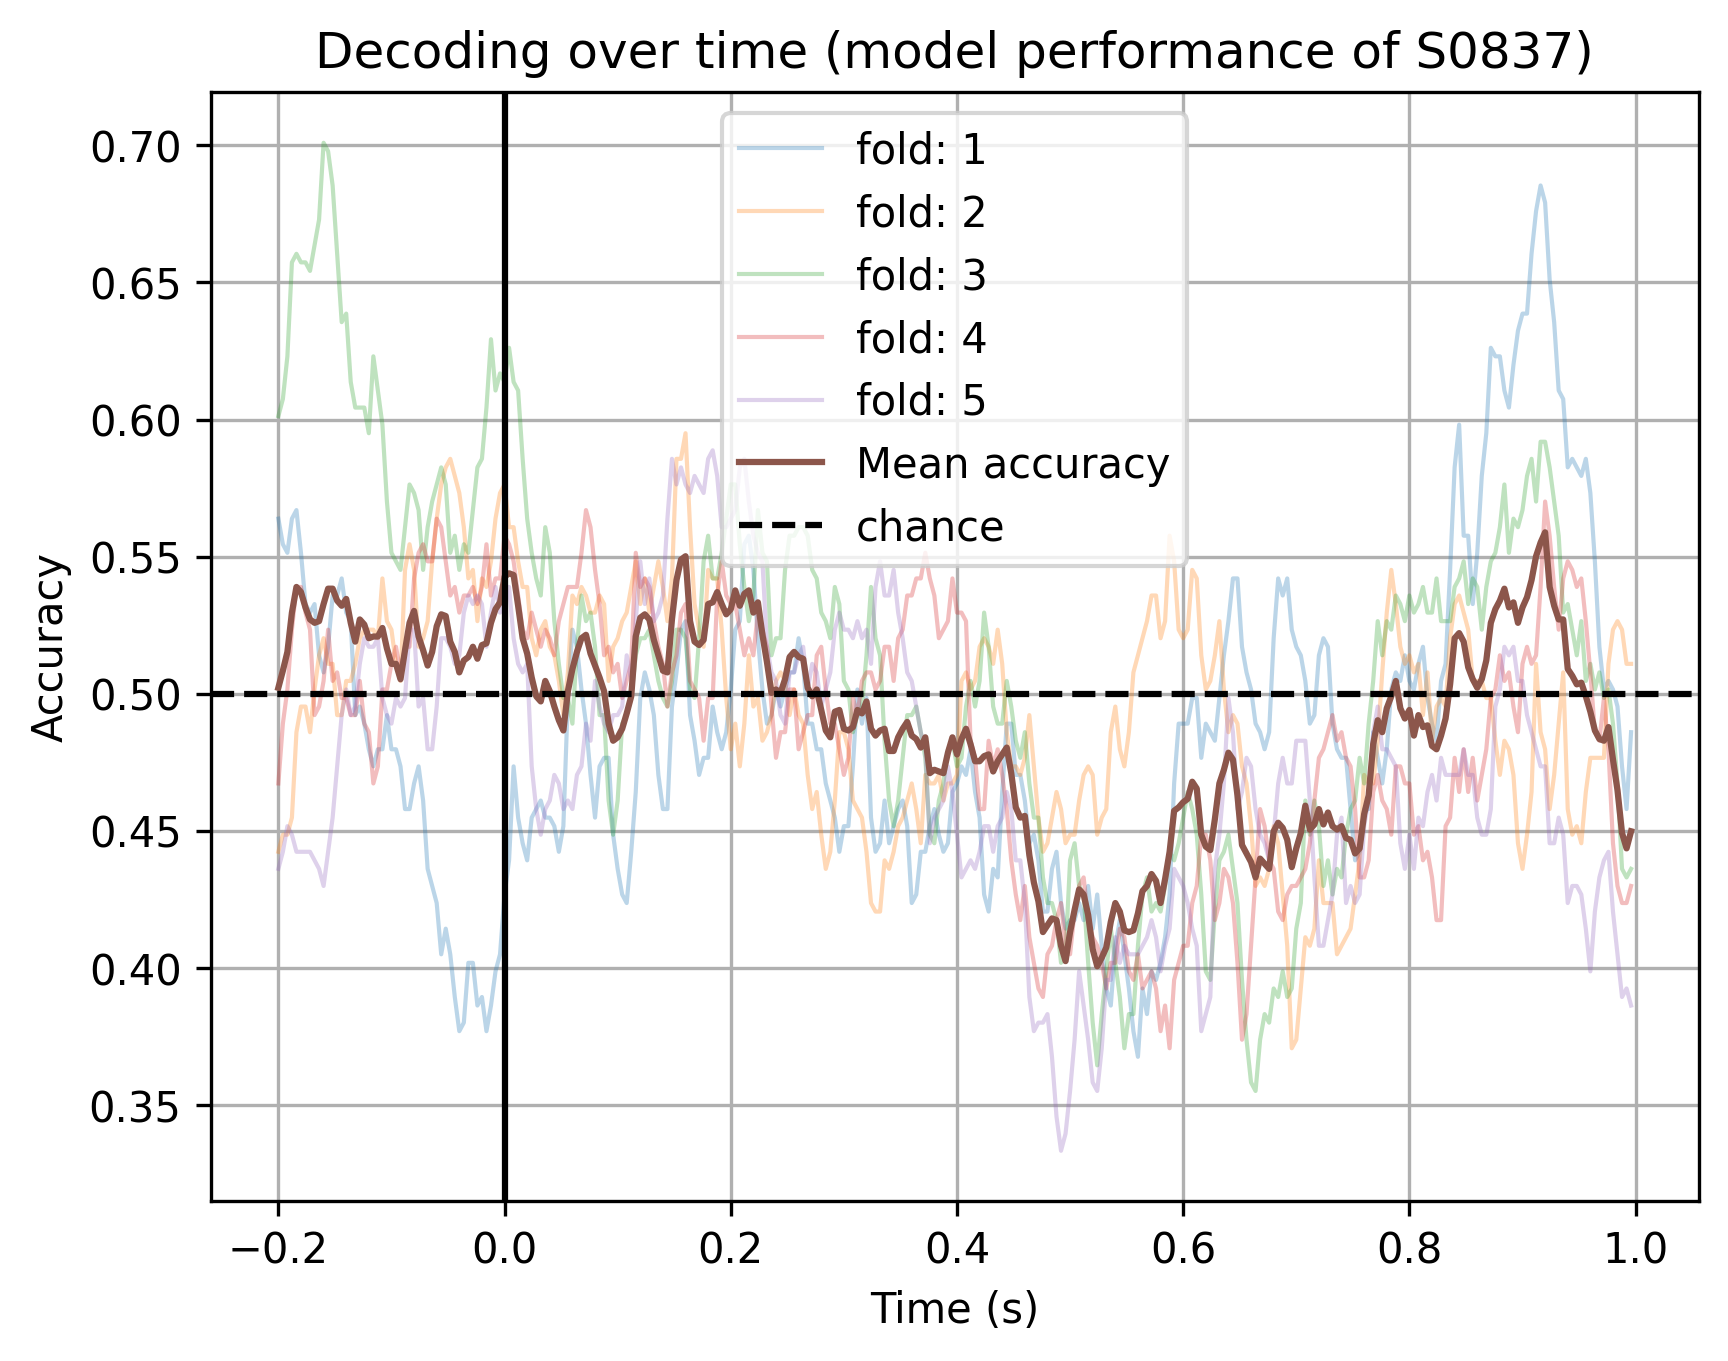 Decoding over time (model performance of S0837)
Accuracy
0.70
0.65
0.60
0.55
0.50
0.45
0.40
0.35
fold: 1
fold: 2
fold: 3
fold: 4
fold: 5
Mean accuracy
chance
−0.2
0.0
0.2
0.4
0.6
0.8
1.0
Time (s)